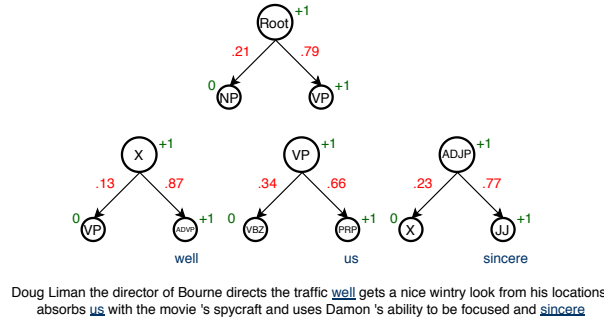 Root +1
.21 .79
0 NP VP +1
X +1 VP +1 ADJP +1
.13 .87 .34 .66 .23 .77
0 VP ADVP +1 0 VBZ PRP +1 0 X JJ +1
well us sincere
Doug Liman the director of Bourne directs the traffic well gets a nice wintry look from his locations
absorbs us with the movie 's spycraft and uses Damon 's ability to be focused and sincere